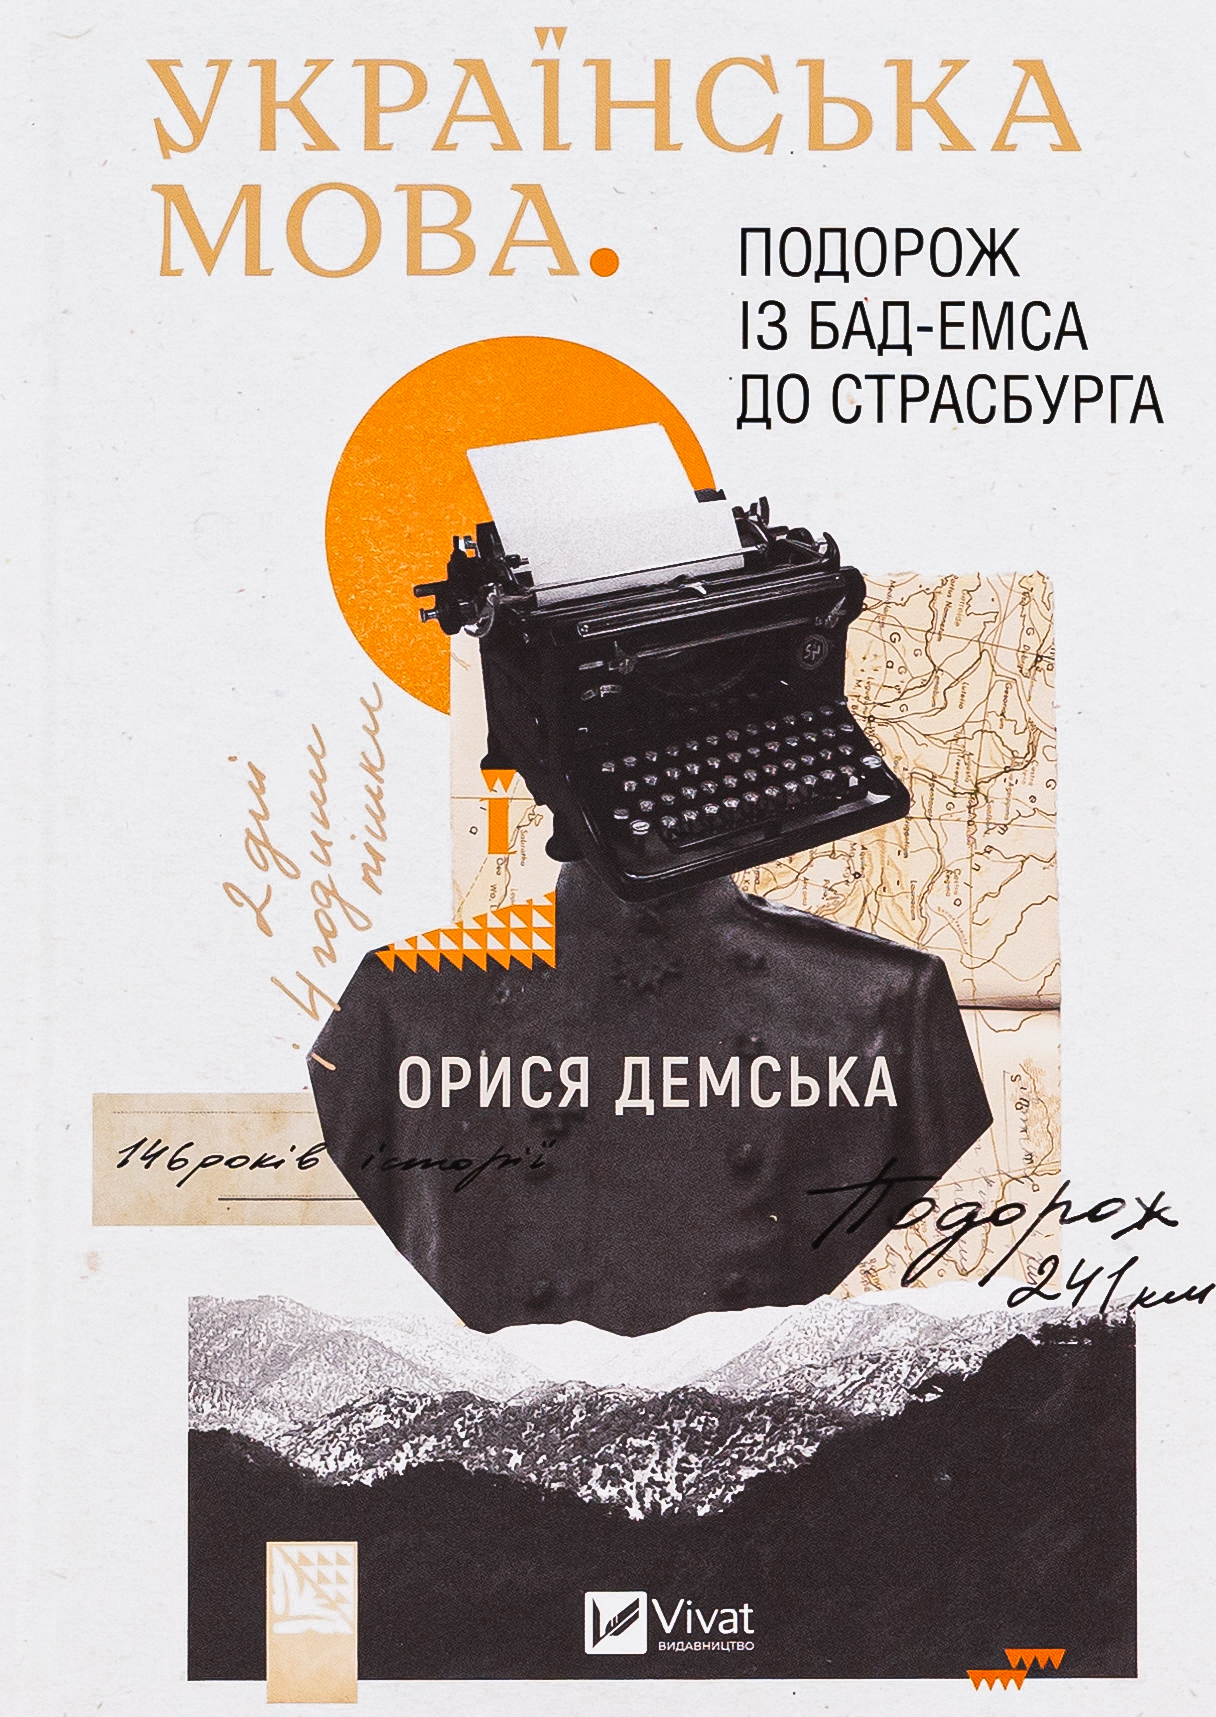 УКРАЇНСЬКА
МОВА.
ПОДОРОЖ
ІЗ БАД-ЕМСА
ДО СТРАСБУРГА
2 дні
4 години
пішки
Ї
ОРИСЯ ДЕМСЬКА
146 років історії
Подорож
241 км
Vivat
ВИДАВНИЦТВО